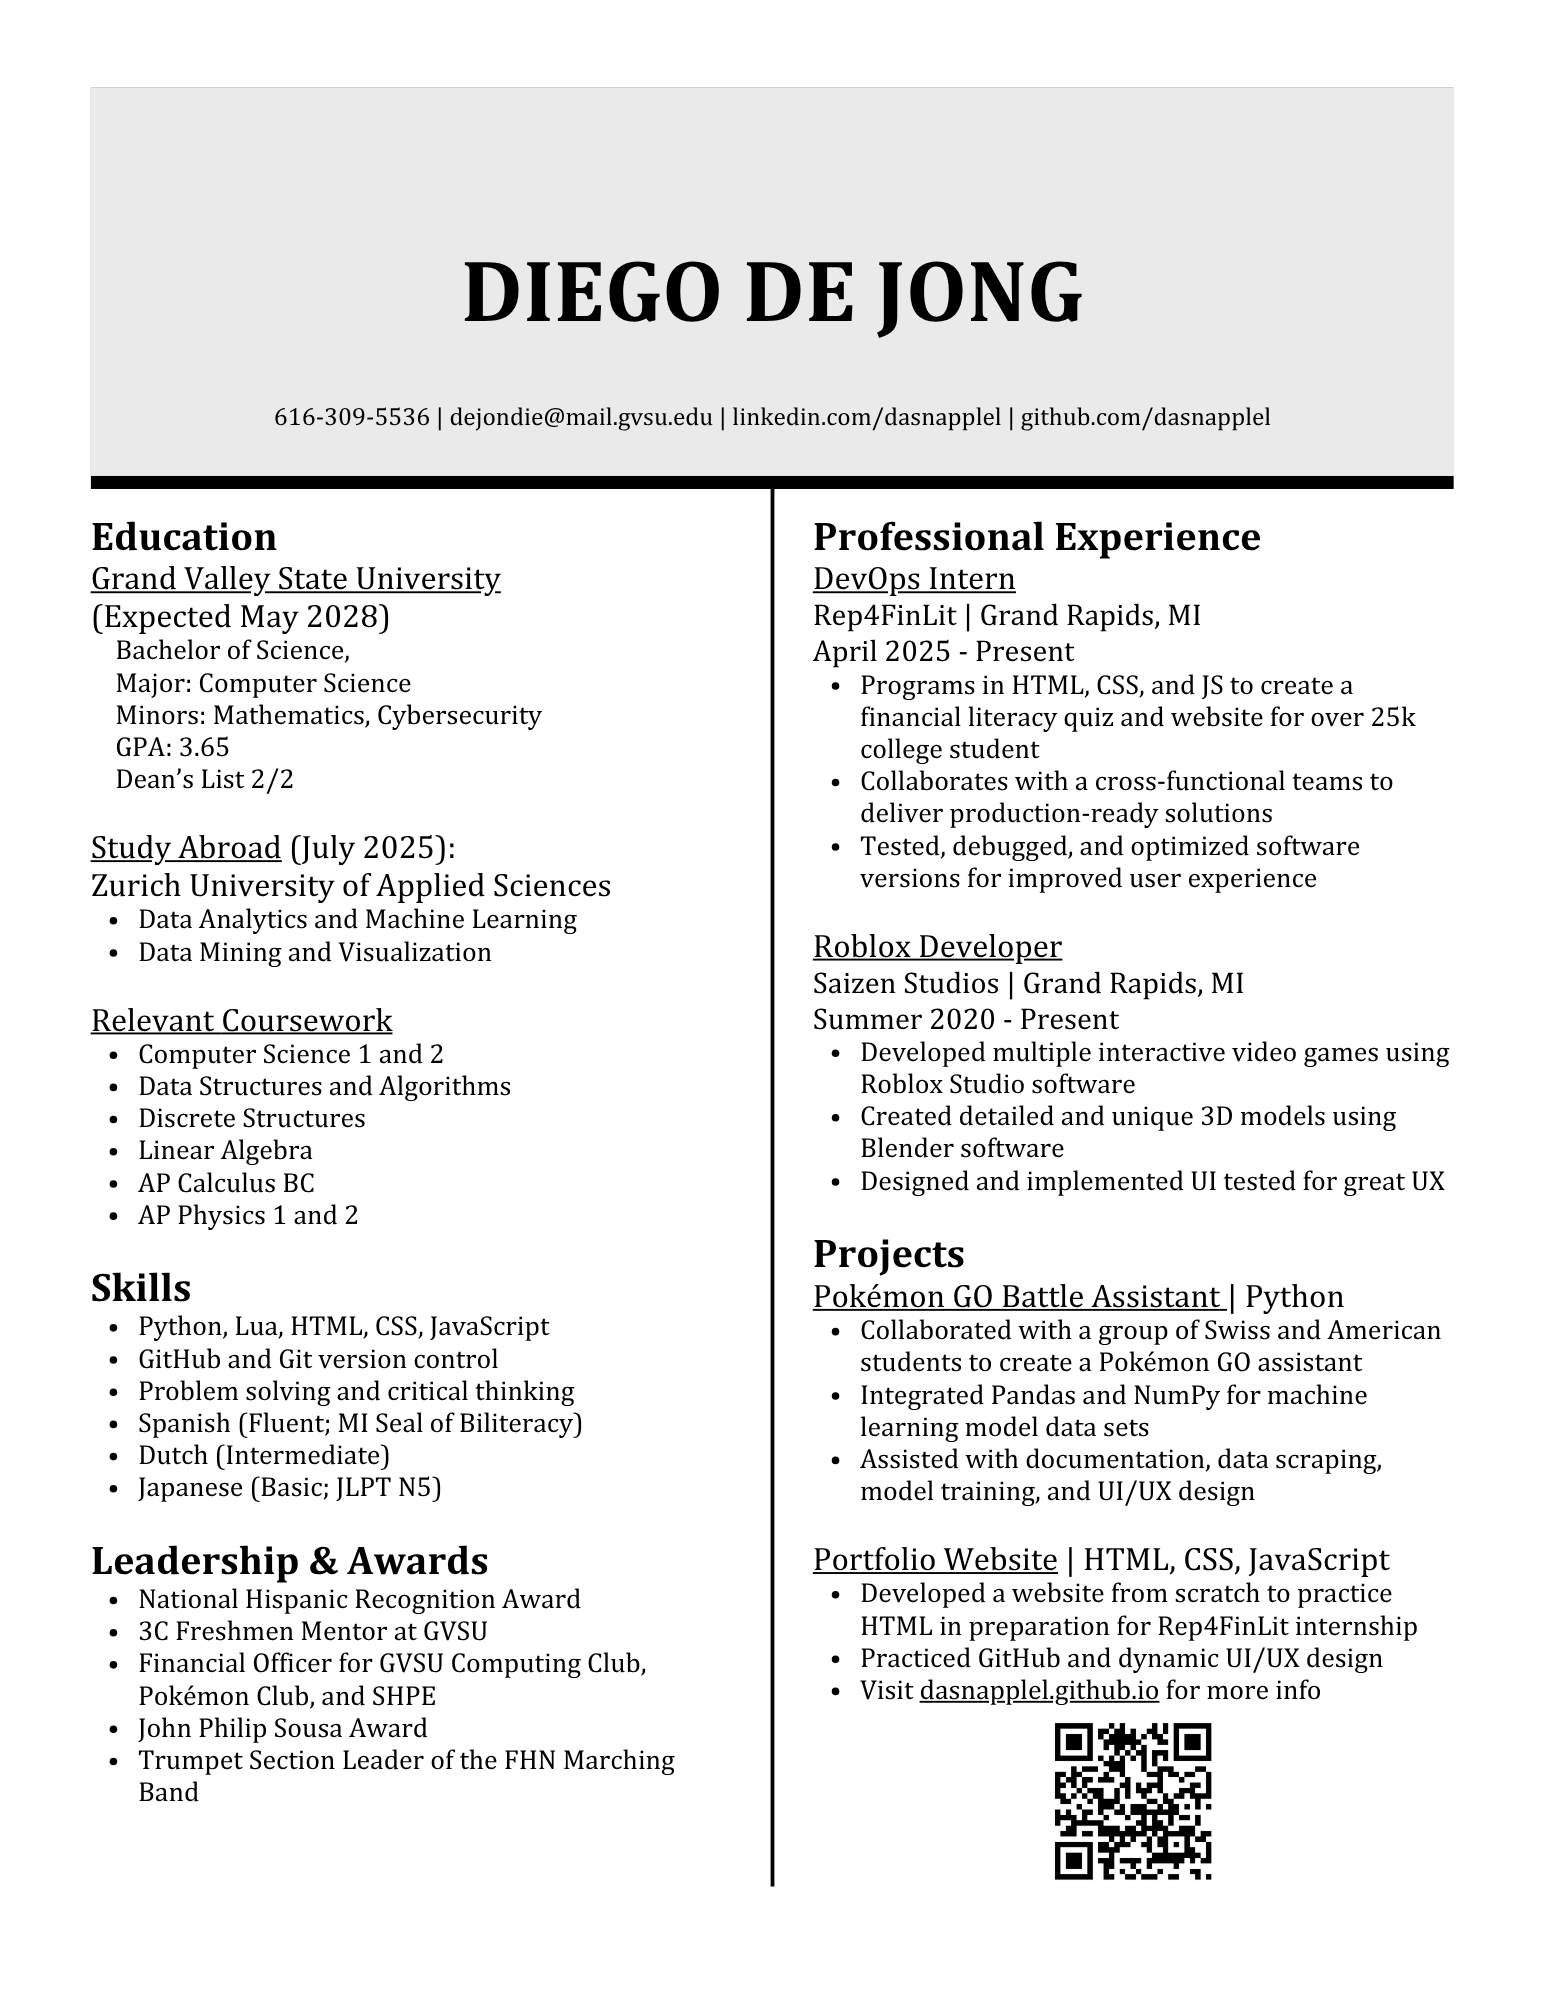 DIEGO DE JONG
616-309-5536 | dejondie@mail.gvsu.edu | linkedin.com/dasnapplel | github.com/dasnapplel
Education
Grand Valley State University
(Expected May 2028)
Bachelor of Science,
Major: Computer Science
Minors: Mathematics, Cybersecurity
GPA: 3.65
Dean’s List 2/2
Study Abroad (July 2025):
Zurich University of Applied Sciences
• Data Analytics and Machine Learning
• Data Mining and Visualization
Relevant Coursework
• Computer Science 1 and 2
• Data Structures and Algorithms
• Discrete Structures
• Linear Algebra
• AP Calculus BC
• AP Physics 1 and 2
Skills
• Python, Lua, HTML, CSS, JavaScript
• GitHub and Git version control
• Problem solving and critical thinking
• Spanish (Fluent; MI Seal of Biliteracy)
• Dutch (Intermediate)
• Japanese (Basic; JLPT N5)
Leadership & Awards
• National Hispanic Recognition Award
• 3C Freshmen Mentor at GVSU
• Financial Officer for GVSU Computing Club,
Pokémon Club, and SHPE
• John Philip Sousa Award
• Trumpet Section Leader of the FHN Marching
Band
Professional Experience
DevOps Intern
Rep4FinLit | Grand Rapids, MI
April 2025 - Present
• Programs in HTML, CSS, and JS to create a
financial literacy quiz and website for over 25k
college student
• Collaborates with a cross-functional teams to
deliver production-ready solutions
• Tested, debugged, and optimized software
versions for improved user experience
Roblox Developer
Saizen Studios | Grand Rapids, MI
Summer 2020 - Present
• Developed multiple interactive video games using
Roblox Studio software
• Created detailed and unique 3D models using
Blender software
• Designed and implemented UI tested for great UX
Projects
Pokémon GO Battle Assistant | Python
• Collaborated with a group of Swiss and American
students to create a Pokémon GO assistant
• Integrated Pandas and NumPy for machine
learning model data sets
• Assisted with documentation, data scraping,
model training, and UI/UX design
Portfolio Website | HTML, CSS, JavaScript
• Developed a website from scratch to practice
HTML in preparation for Rep4FinLit internship
• Practiced GitHub and dynamic UI/UX design
• Visit dasnapplel.github.io for more info